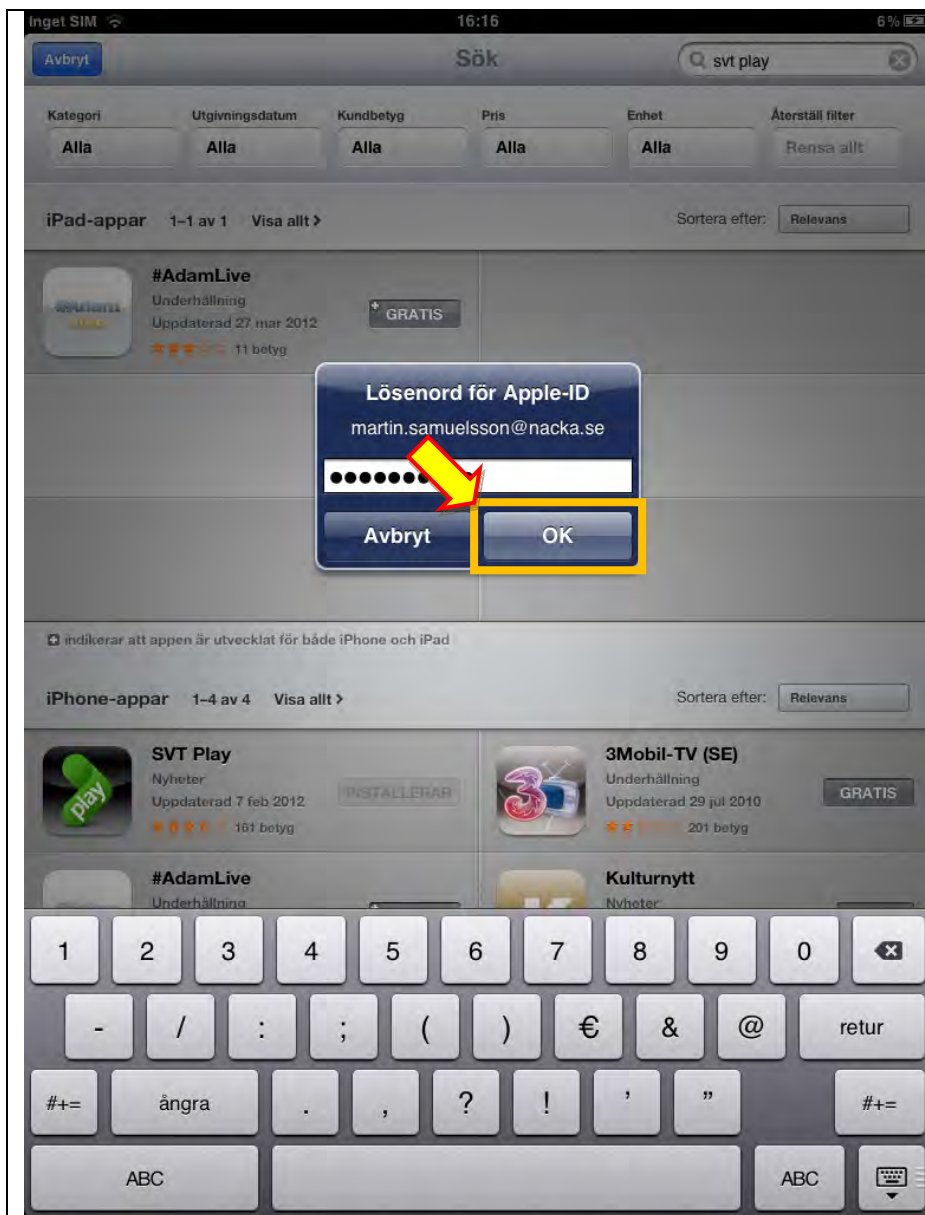 Inget SIM 16:16 6 %
Avbryt Sök svt play
Kategori Utgivningsdatum Kundbetyg Pris Enhet Återställ filter
Alla Alla Alla Alla Alla Rensa allt
iPad-appar 1–1 av 1 Visa allt > Sortera efter: Relevans
#AdamLive
Underhållning
Uppdaterad 27 mar 2012
GRATIS
11 betyg
Lösenord för Apple-ID
martin.samuelsson@nacka.se
Avbryt OK
indikerar att appen är utvecklat för både iPhone och iPad
iPhone-appar 1–4 av 4 Visa allt > Sortera efter: Relevans
SVT Play
Nyheter
Uppdaterad 7 feb 2012
INSTALLERAR
161 betyg
play
3Mobil-TV (SE)
Underhållning
Uppdaterad 29 jul 2010
GRATIS
201 betyg
3
#AdamLive
Underhållning
Kulturnytt
Nyheter
K
1 2 3 4 5 6 7 8 9 0
- / : ; ( ) € & @ retur
#+= ångra . , ? ! ’ ” #+=
ABC ABC